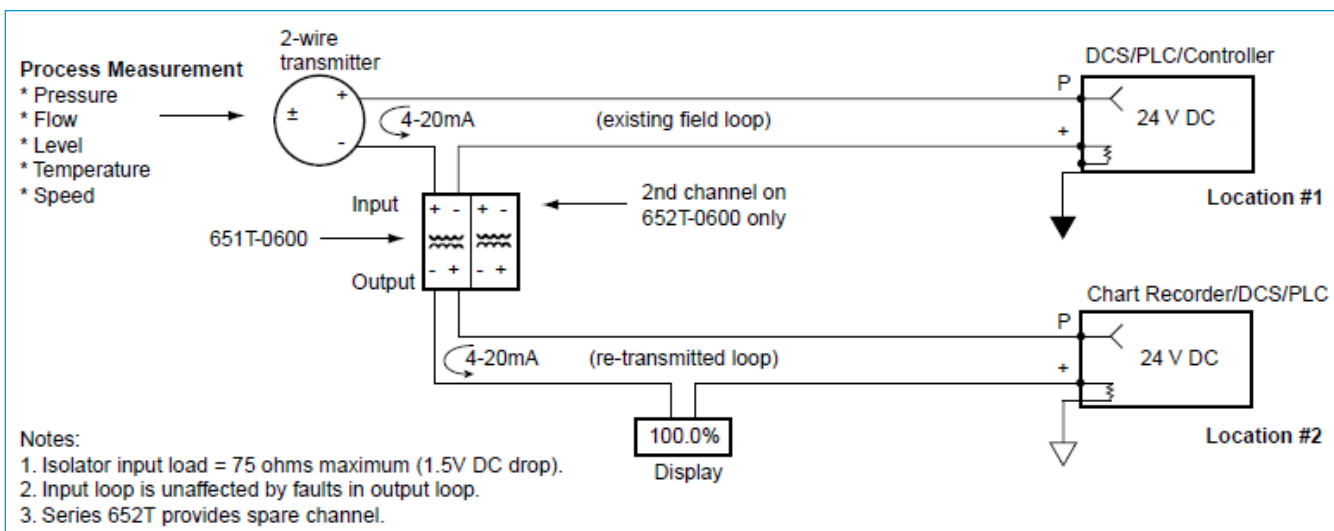 2-wire
transmitter
Process Measurement
* Pressure
* Flow
* Level
* Temperature
* Speed
±
+
-
4-20mA
(existing field loop)
DCS/PLC/Controller
P
+
24 V DC
Location #1
Input
+ - + -
2nd channel on
652T-0600 only
651T-0600
Output
- + - +
4-20mA
(re-transmitted loop)
Chart Recorder/DCS/PLC
P
+
24 V DC
Location #2
100.0%
Display
Notes:
1. Isolator input load = 75 ohms maximum (1.5V DC drop).
2. Input loop is unaffected by faults in output loop.
3. Series 652T provides spare channel.